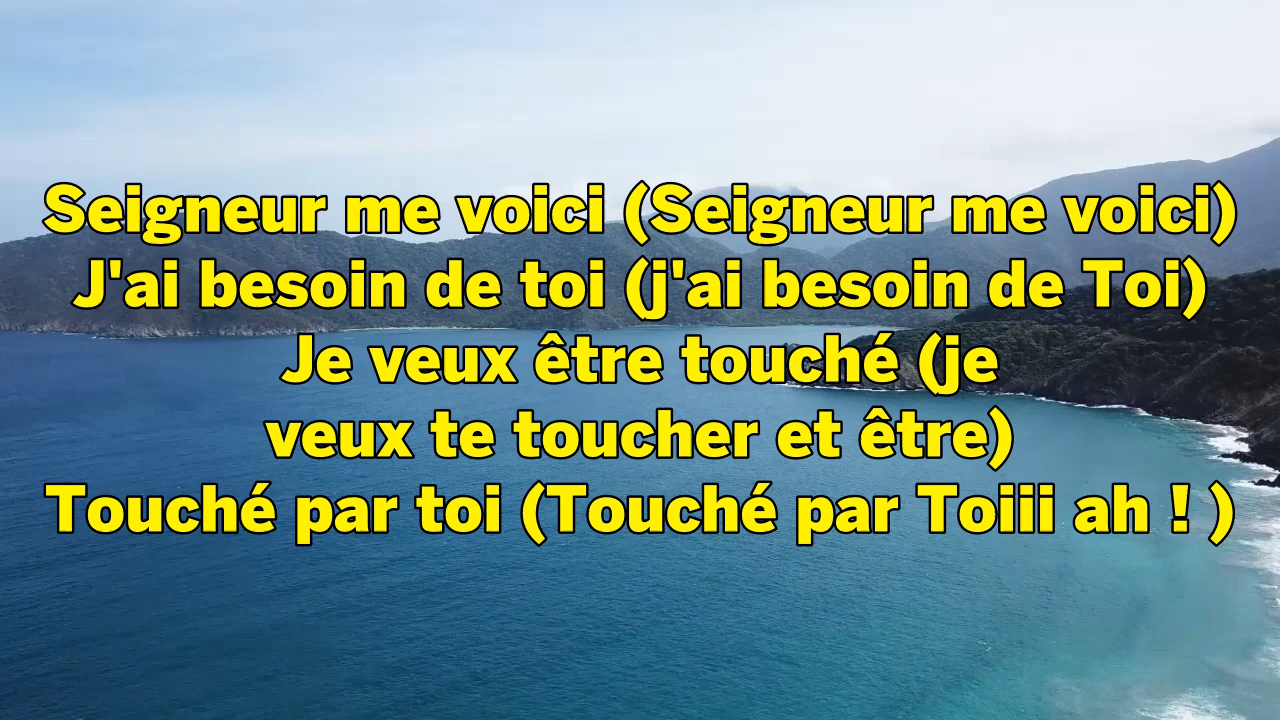 Seigneur me voici (Seigneur me voici)
J'ai besoin de toi (j'ai besoin de Toi)
Je veux être touché (je
veux te toucher et être)
Touché par toi (Touché par Toiii ah ! )